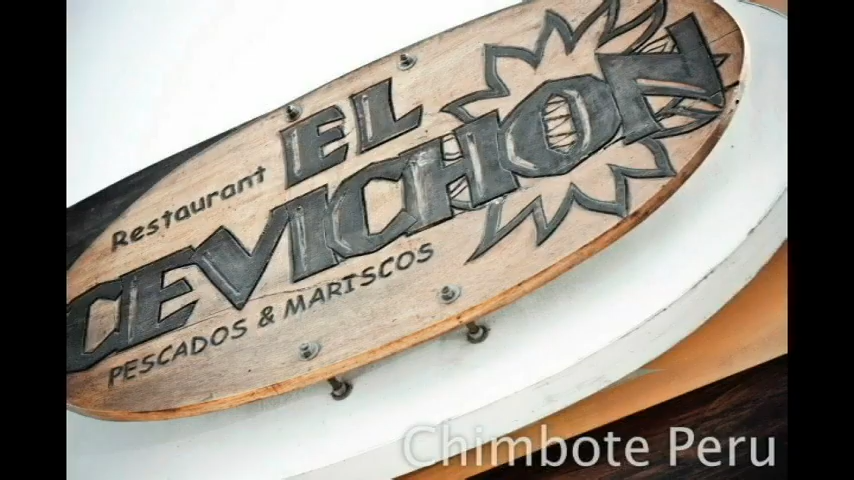 Restaurant
EL
CEVICHON
PESCADOS & MARISCOS
Chimbote Peru